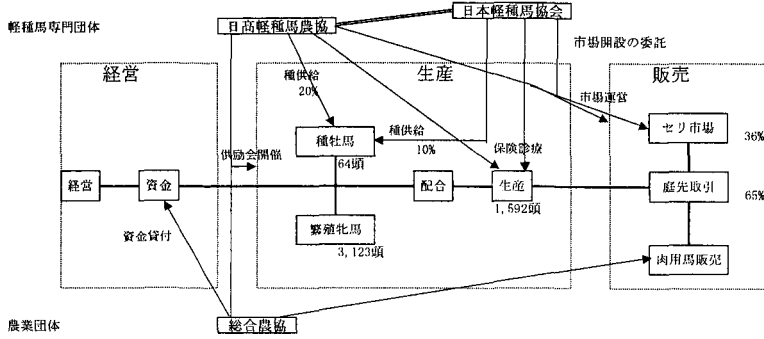 軽種馬専門団体
日高軽種馬農協
日本軽種馬協会
市場開設の委託
経営
生産
販売
種供給
20%
市場運営
種牡馬
種供給
10%
保険診療
セリ市場
36%
供励会開催
64頭
経営
資金
配合
生産
庭先取引
65%
1,592頭
資金貸付
繁殖牝馬
3,123頭
肉用馬販売
農業団体
総合農協